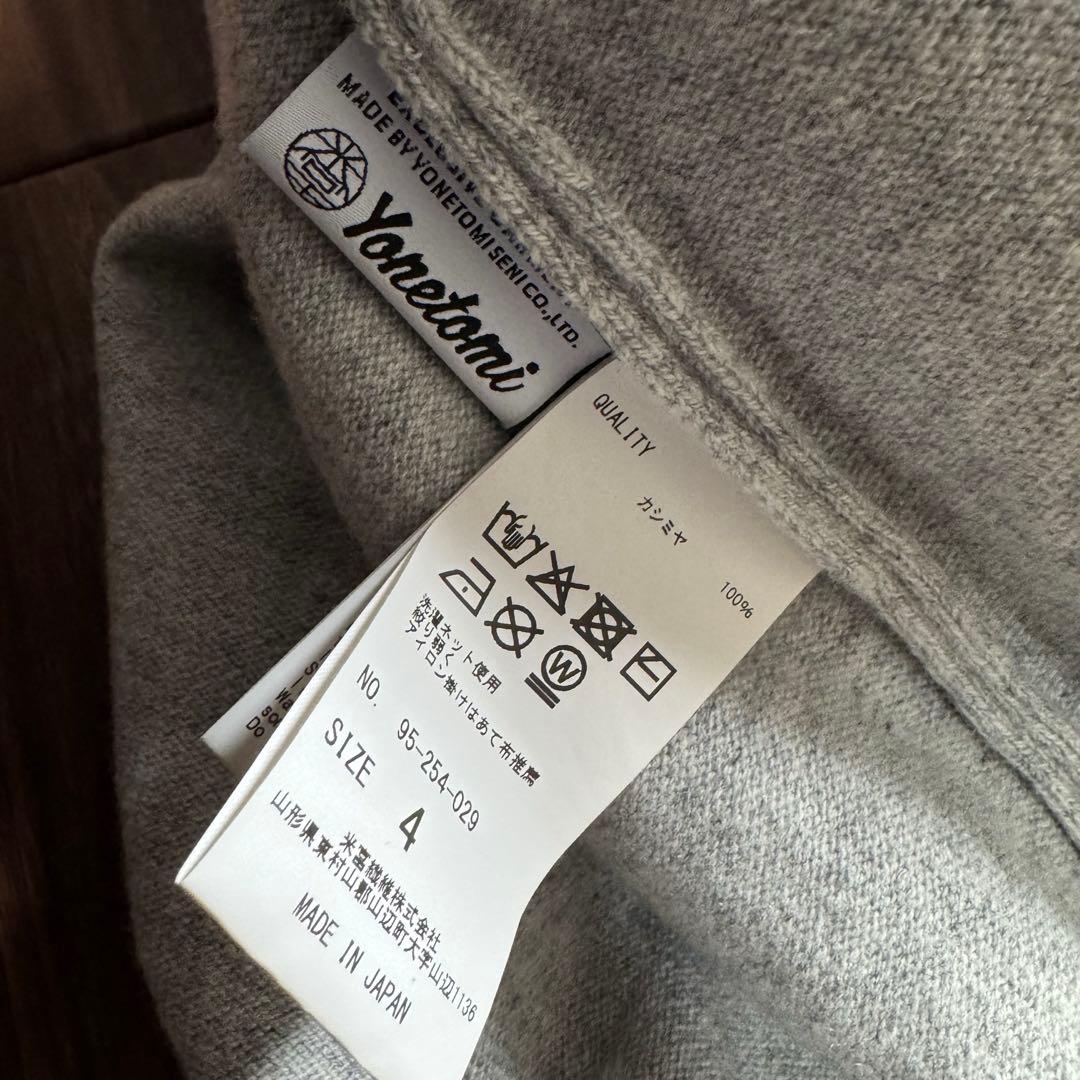 MADE BY YONETOMI SENI CO.,LTD.
Yonetomi
QUALITY
カシミヤ
100%
W
洗濯ネット使用
絞り弱く
アイロン掛けはあて布推薦
NO. 95-254-029
SIZE 4
米富繊維株式会社
山形県東村山郡山辺町大字山辺1136
MADE IN JAPAN
Do